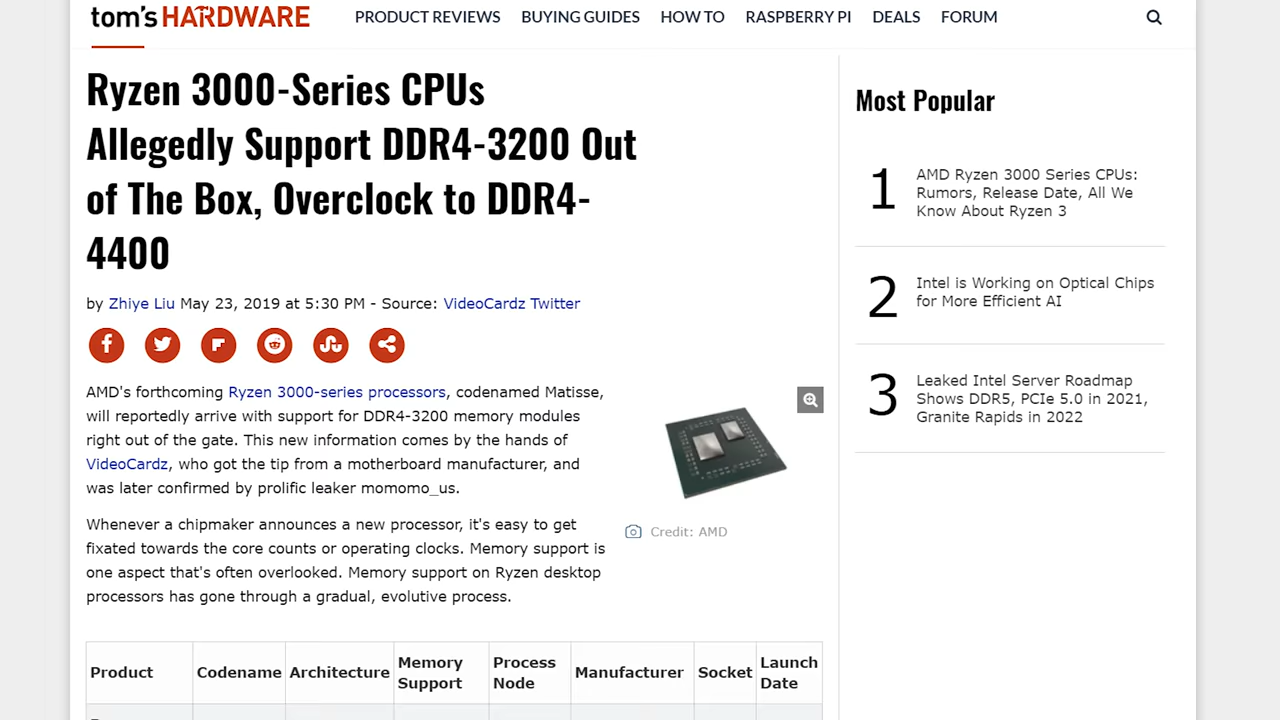 tom's HARDWARE
PRODUCT REVIEWS BUYING GUIDES HOW TO RASPBERRY PI DEALS FORUM
Ryzen 3000-Series CPUs
Allegedly Support DDR4-3200 Out
of The Box, Overclock to DDR4-
4400
by Zhiye Liu May 23, 2019 at 5:30 PM - Source: VideoCardz Twitter
AMD's forthcoming Ryzen 3000-series processors, codenamed Matisse,
will reportedly arrive with support for DDR4-3200 memory modules
right out of the gate. This new information comes by the hands of
VideoCardz, who got the tip from a motherboard manufacturer, and
was later confirmed by prolific leaker momomo_us.
Credit: AMD
Whenever a chipmaker announces a new processor, it's easy to get
fixated towards the core counts or operating clocks. Memory support is
one aspect that's often overlooked. Memory support on Ryzen desktop
processors has gone through a gradual, evolutive process.
Product Codename Architecture Memory Support Process Node Manufacturer Socket Launch Date
Most Popular
1 AMD Ryzen 3000 Series CPUs:
Rumors, Release Date, All We
Know About Ryzen 3
2 Intel is Working on Optical Chips
for More Efficient AI
3 Leaked Intel Server Roadmap
Shows DDR5, PCIe 5.0 in 2021,
Granite Rapids in 2022